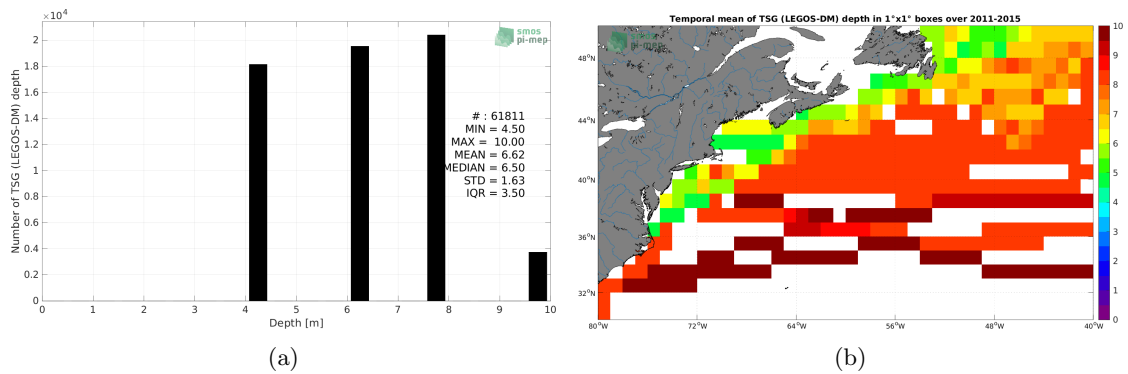 ×10⁴
2
1.8
1.6
1.4
1.2
1
0.8
0.6
0.4
0.2
0
Number of TSG (LEGOS-DM) depth
smos
pi-mep
# : 61811
MIN = 4.50
MAX = 10.00
MEAN = 6.62
MEDIAN = 6.50
STD = 1.63
IQR = 3.50
0 1 2 3 4 5 6 7 8 9 10
Depth [m]
(a)
Temporal mean of TSG (LEGOS-DM) depth in 1°x1° boxes over 2011-2015
smos
pi-mep
48°N
44°N
40°N
36°N
32°N
80°W 72°W 64°W 56°W 48°W 40°W
10
9
8
7
6
5
4
3
2
1
0
(b)